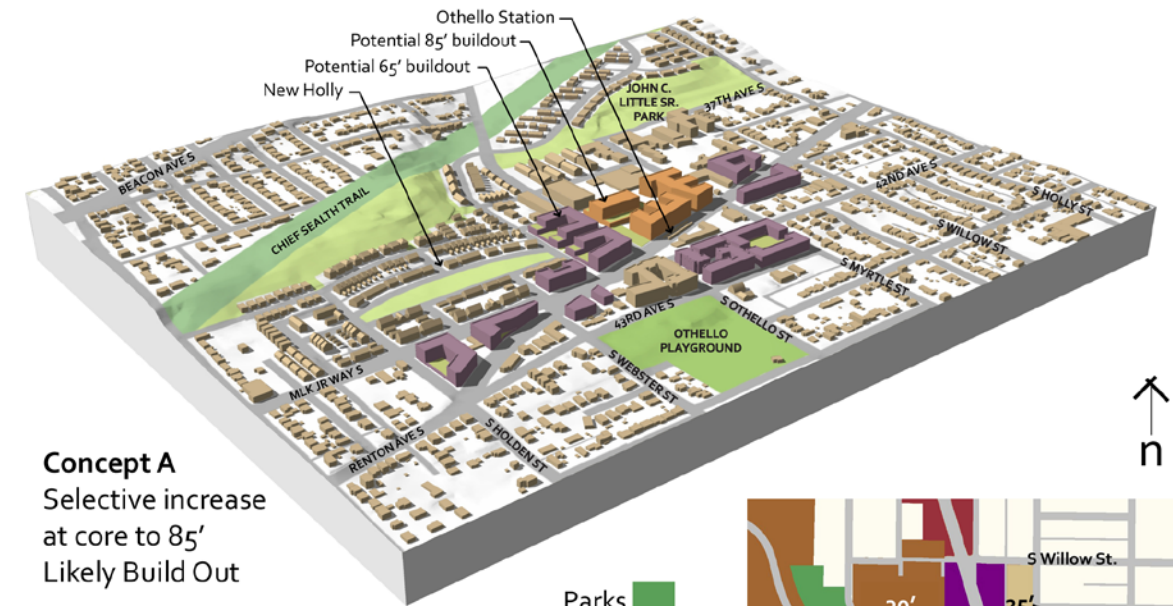 Othello Station
Potential 85' buildout
Potential 65' buildout
New Holly
JOHN C.
LITTLE SR.
PARK
37TH AVE S
BEACON AVE S
CHIEF SEALTH TRAIL
42ND AVE S
S HOLLY ST
S WILLOW ST
S MYRTLE ST
S OTHELLO ST
43RD AVE S
OTHELLO
PLAYGROUND
S WEBSTER ST
MLK JR WAY S
RENTON AVE S
S HOLDEN ST
n
Concept A
Selective increase
at core to 85'
Likely Build Out
Parks
S Willow St.